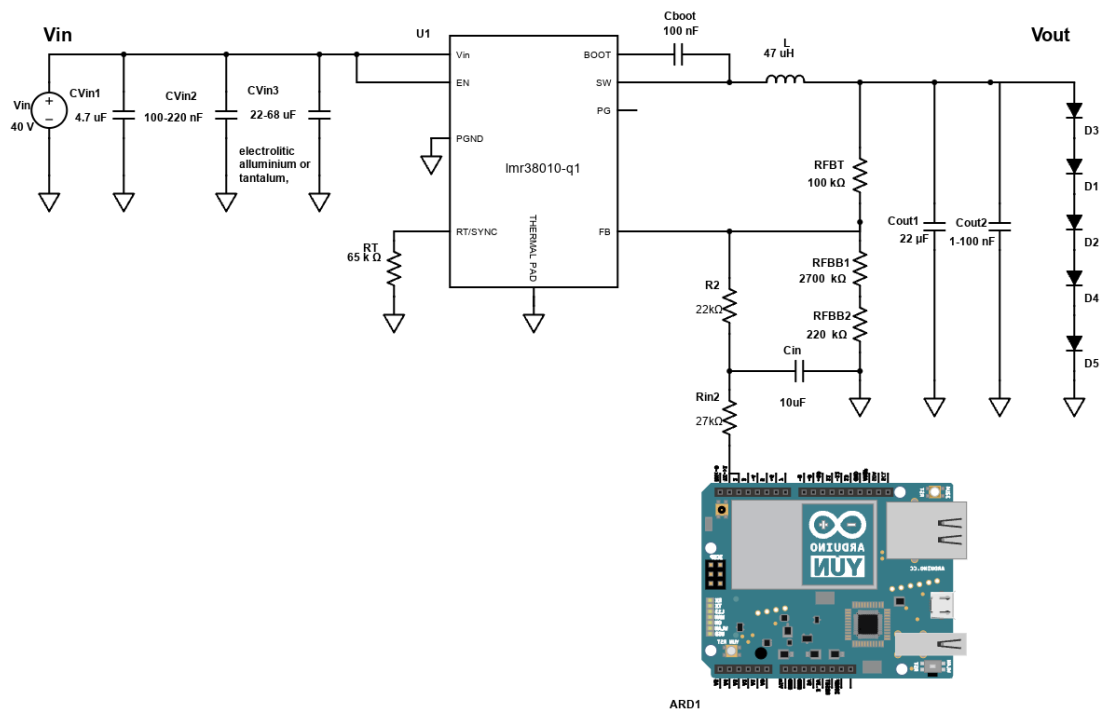 Vin
U1
Cboot
100 nF
L
47 uH
Vout
Vin
BOOT
CVin1
CVin2
CVin3
EN
SW
Vin
40 V
4.7 uF
100-220 nF
22-68 uF
PG
D3
electrolitic
alluminium or
tantalum,
PGND
lmr38010-q1
RFBT
100 kΩ
D1
THERMAL PAD
RT/SYNC
FB
Cout1
22 µF
Cout2
1-100 nF
D2
RT
65 k Ω
RFBB1
2700 kΩ
R2
22kΩ
D4
RFBB2
220 kΩ
Cin
10uF
D5
Rin2
27kΩ
ARDUINO
YÚN
ARDUINO.CC
ARD1